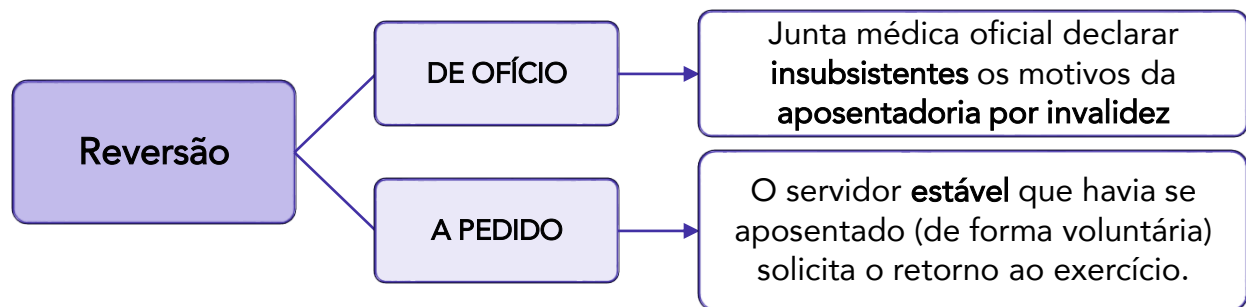 Reversão
DE OFÍCIO
Junta médica oficial declarar
insubsistentes os motivos da
aposentadoria por invalidez
A PEDIDO
O servidor estável que havia se
aposentado (de forma voluntária)
solicita o retorno ao exercício.